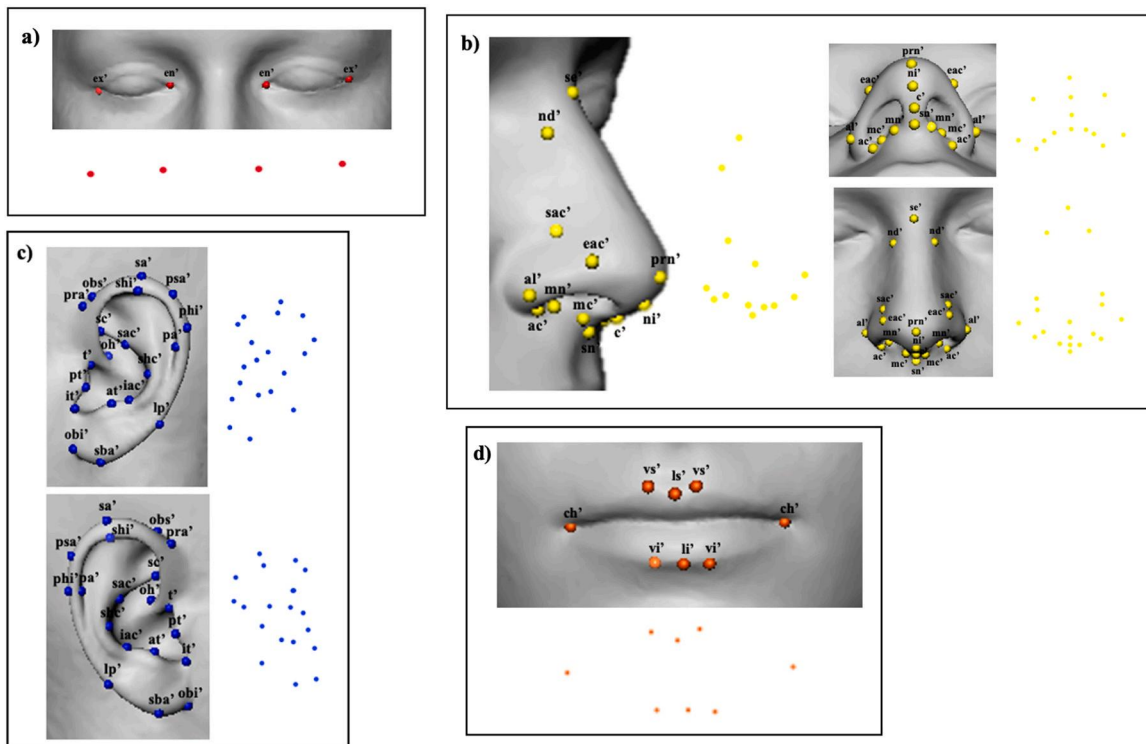 a)
ex’ en’ en’ ex’
b)
se’
nd’
sac’
eac’
prn’
al’
mn’
mc’
ac’
sn’
c’
ni’
prn’
eac’ ni’ eac’
c’
sn’
al’ mc’ mn’ mn’ mc’ al’
ac’ ac’
se’
nd’ nd’
sac’ sac’
eac’ eac’
prn’
al’ mn’ ni’ mn’ al’
ac’ mc’ mc’ ac’
sn’
c)
sa’
obs’ shi’ psa’
pra’
phi’
sc’ sac’ pa’
oh’
t’ shc’
pt’
iac’
it’ at’
lp’
obi’
sba’
sa’
obs’
shi’ pra’
psa’
sc’
phi’ pa’ sac’ oh’
shc’ t’
pt’
iac’ at’ it’
lp’
sba’ obi’
d)
vs’ ls’ vs’
ch’ ch’
vi’ li’ vi’